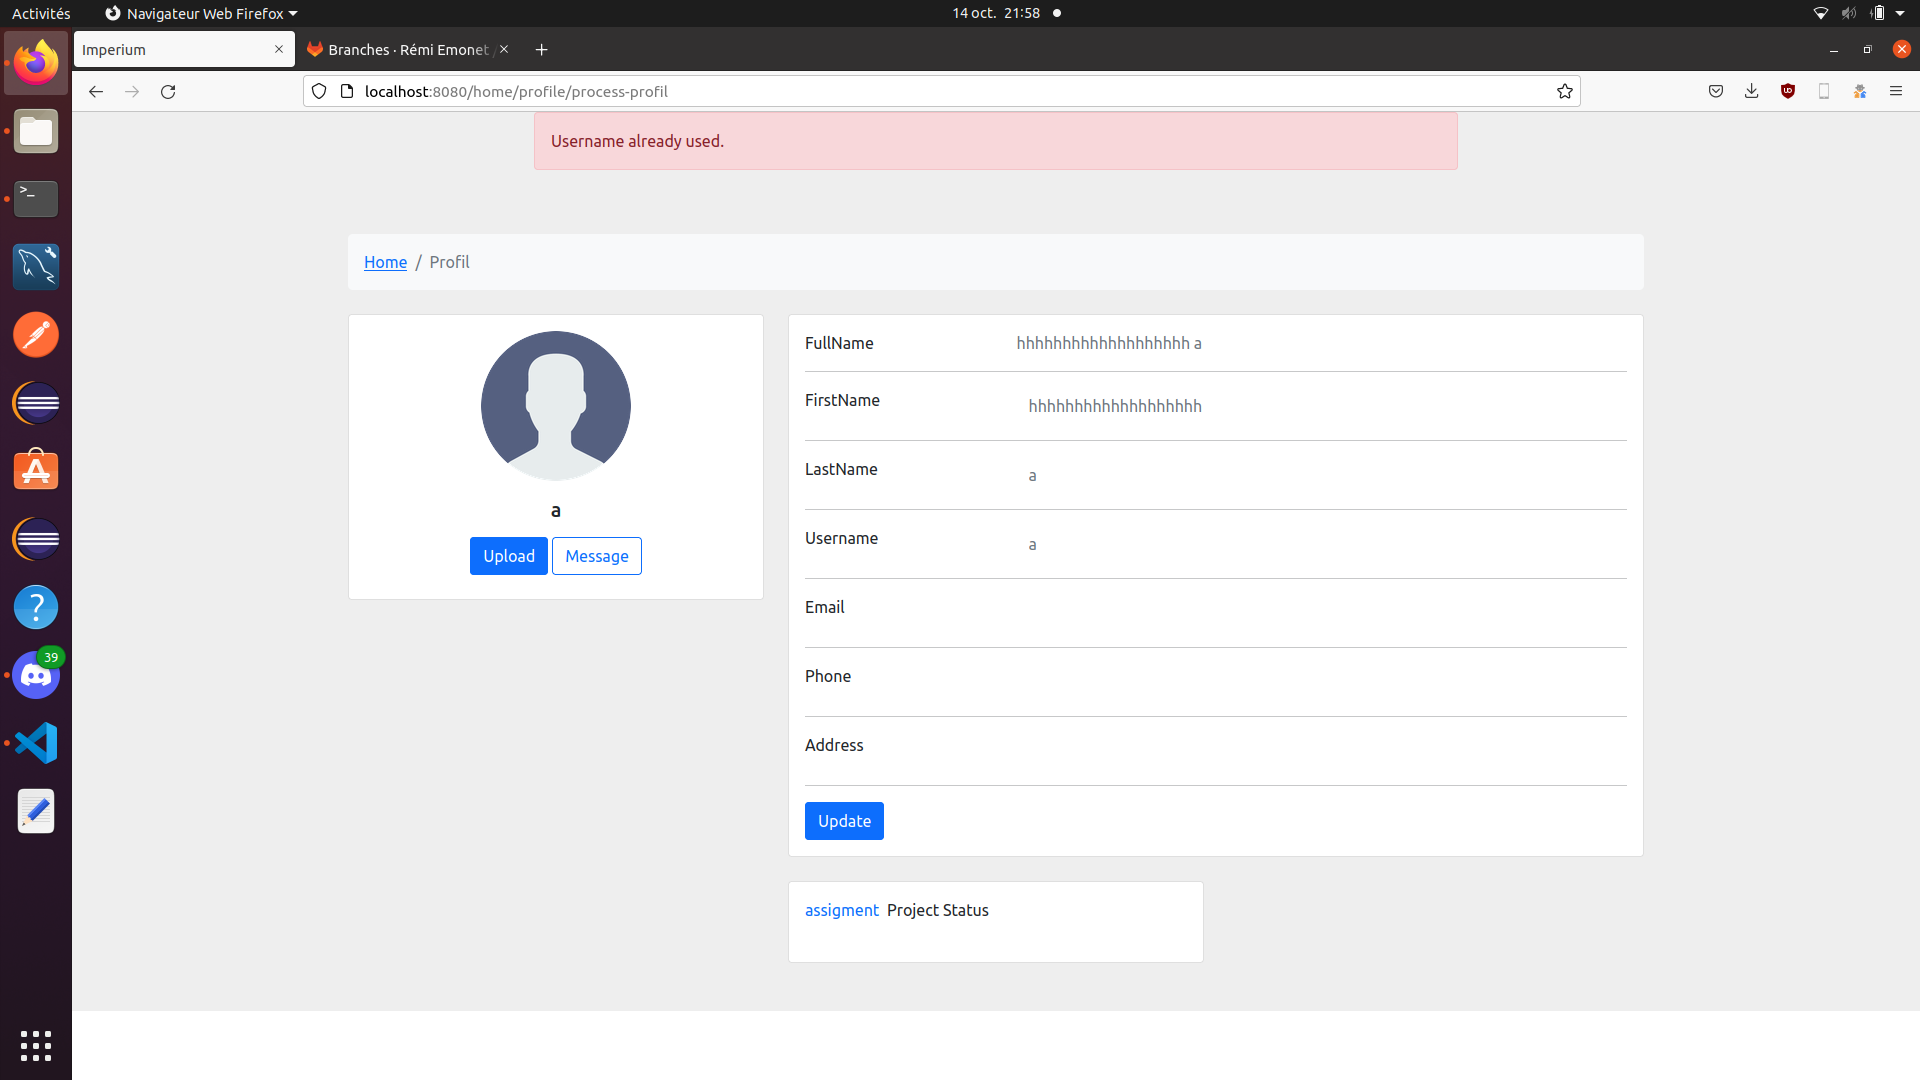 Activités Navigateur Web Firefox 14 oct. 21:58
Imperium Branches · Rémi Emonet /
localhost:8080/home/profile/process-profil
Username already used.
Home / Profil
FullName hhhhhhhhhhhhhhhhhhh a
FirstName hhhhhhhhhhhhhhhhhhh
LastName a
a
Username a
Upload Message
Email
39
Phone
Address
Update
assigment Project Status